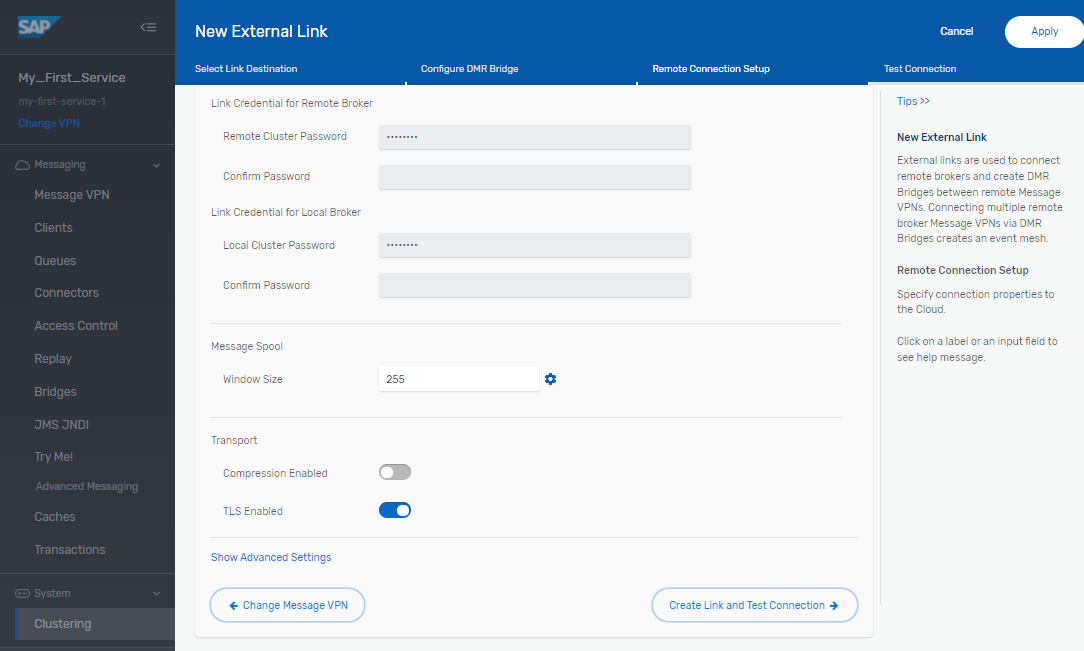 SAP
My_First_Service
my-first-service-1
Change VPN
Messaging
Message VPN
Clients
Queues
Connectors
Access Control
Replay
Bridges
JMS JNDI
Try Me!
Advanced Messaging
Caches
Transactions
System
Clustering
New External Link
Cancel
Apply
Select Link Destination
Configure DMR Bridge
Remote Connection Setup
Test Connection
Link Credential for Remote Broker
Remote Cluster Password ••••••••
Confirm Password
Link Credential for Local Broker
Local Cluster Password ••••••••
Confirm Password
Message Spool
Window Size 255
Transport
Compression Enabled
TLS Enabled
Show Advanced Settings
Change Message VPN
Create Link and Test Connection
Tips >>
New External Link
External links are used to connect
remote brokers and create DMR
Bridges between remote Message
VPNs. Connecting multiple remote
broker Message VPNs via DMR
Bridges creates an event mesh.
Remote Connection Setup
Specify connection properties to
the Cloud.
Click on a label or an input field to
see help message.